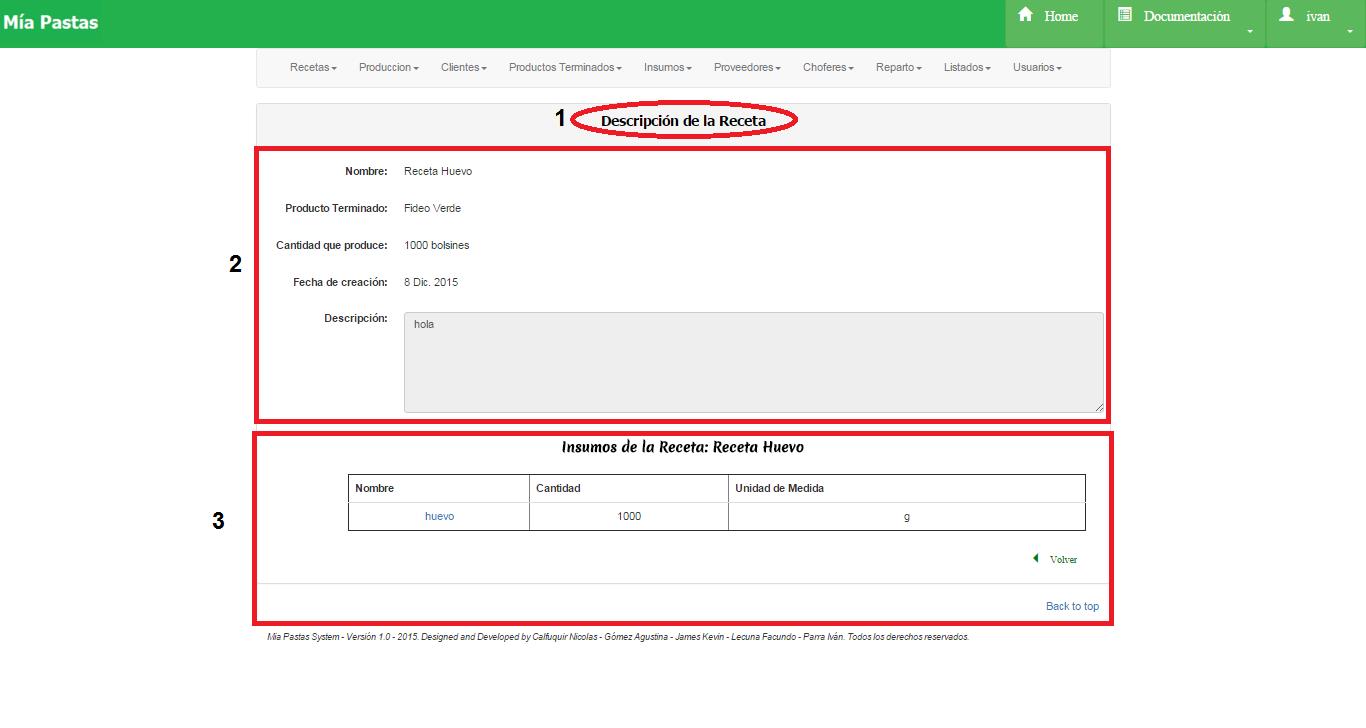 Mía Pastas Home Documentación ivan
Recetas Produccion Clientes Productos Terminados Insumos Proveedores Choferes Reparto Listados Usuarios
1 Descripción de la Receta
Nombre: Receta Huevo
Producto Terminado: Fideo Verde
Cantidad que produce: 1000 bolsines
2
Fecha de creación: 8 Dic. 2015
Descripción: hola
Insumos de la Receta: Receta Huevo
Nombre Cantidad Unidad de Medida
3
huevo 1000 g
Volver
Back to top
Mía Pastas System - Versión 1.0 - 2015. Designed and Developed by Calfuquir Nicolas - Gómez Agustina - James Kevin - Lecuna Facundo - Parra Iván. Todos los derechos reservados.